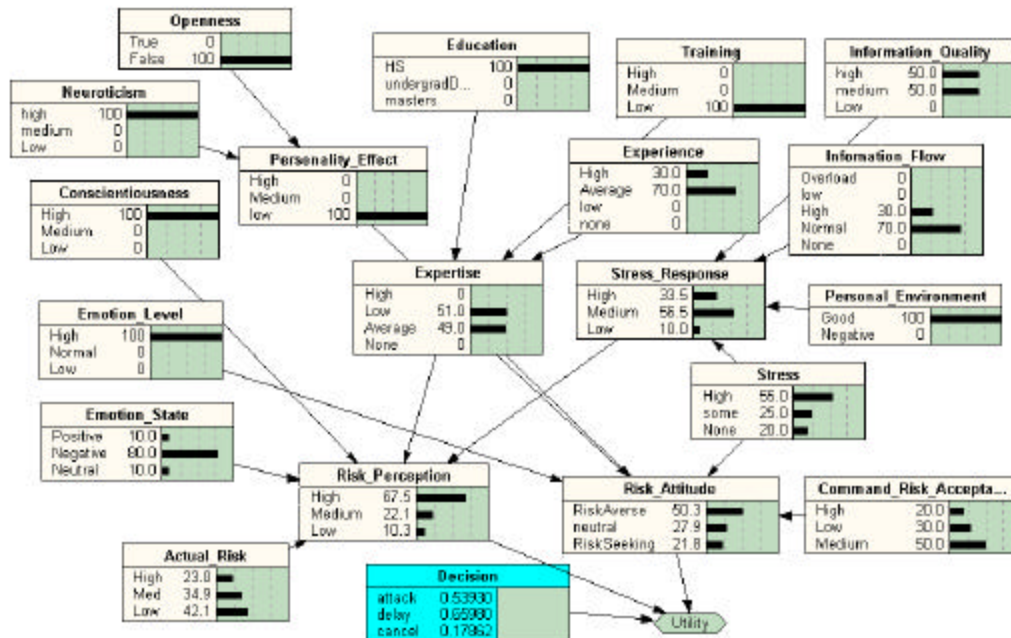 Openness
True 0
False 100
Education
HS 100
undergradD... 0
masters 0
Training
High 0
Medium 0
Low 100
Information_Quality
high 50.0
medium 50.0
Low 0
Neuroticism
high 100
medium 0
Low 0
Personality_Effect
High 0
Medium 0
low 100
Experience
High 30.0
Average 70.0
low 0
none 0
Infomation_Flow
Overload 0
low 0
High 30.0
Normal 70.0
None 0
Conscientiousness
High 100
Medium 0
Low 0
Expertise
High 0
Low 51.0
Average 49.0
None 0
Stress_Response
High 33.5
Medium 56.5
Low 10.0
Personal_Environment
Good 100
Negative 0
Emotion_Level
High 100
Normal 0
Low 0
Stress
High 55.0
some 25.0
None 20.0
Emotion_State
Positive 10.0
Negative 80.0
Neutral 10.0
Risk_Perception
High 67.5
Medium 22.1
Low 10.3
Risk_Attitude
RiskAverse 50.3
neutral 27.9
RiskSeeking 21.8
Command_Risk_Accepta...
High 20.0
Low 30.0
Medium 50.0
Actual_Risk
High 23.0
Med 34.9
Low 42.1
Decision
attack 0.53930
delay 0.65980
cancel 0.17862
Utility